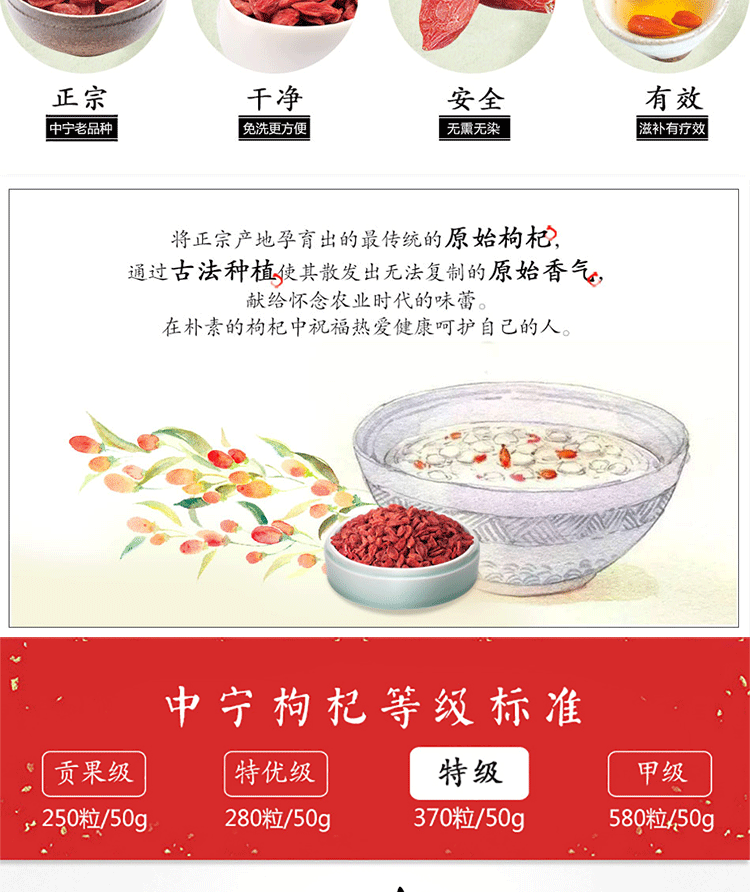 正宗
干净
安全
有效
中宁老品种
免洗更方便
无熏无染
滋补有疗效
将正宗产地孕育出的最传统的原始枸杞,
通过古法种植使其散发出无法复制的原始香气,
献给怀念农业时代的味蕾。
在朴素的枸杞中祝福热爱健康呵护自己的人。
中宁枸杞等级标准
贡果级
特优级
特级
甲级
250粒/50g
280粒/50g
370粒/50g
580粒/50g